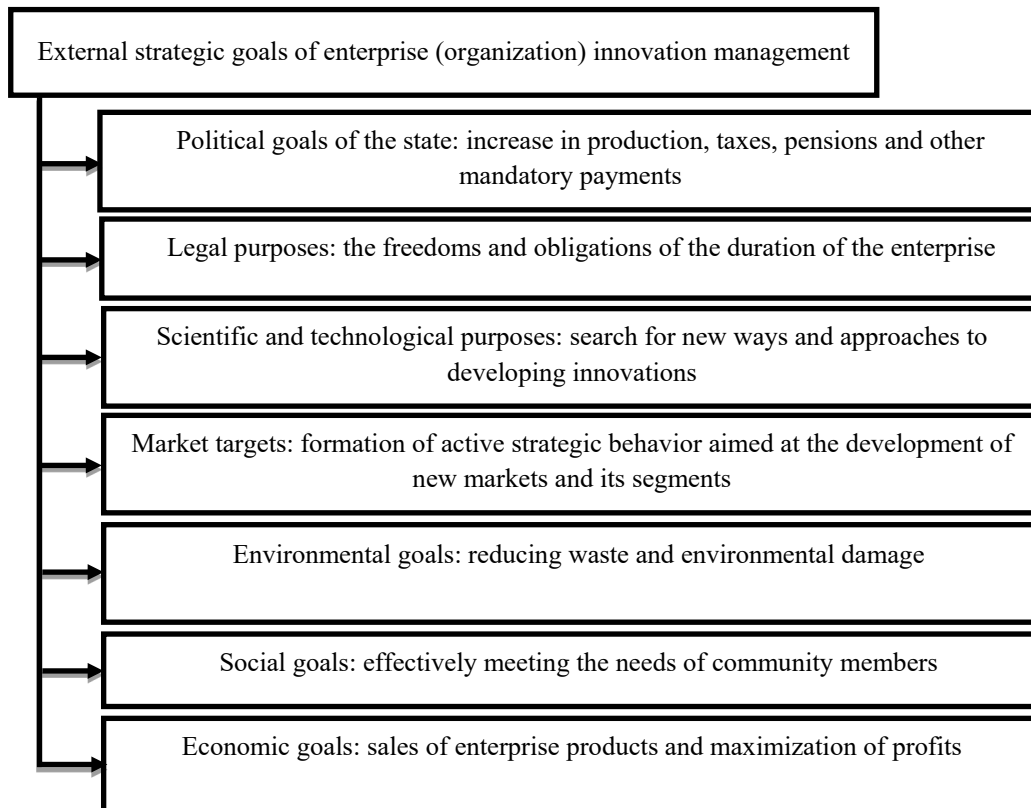 External strategic goals of enterprise (organization) innovation management
Political goals of the state: increase in production, taxes, pensions and other
mandatory payments
Legal purposes: the freedoms and obligations of the duration of the enterprise
Scientific and technological purposes: search for new ways and approaches to
developing innovations
Market targets: formation of active strategic behavior aimed at the development of
new markets and its segments
Environmental goals: reducing waste and environmental damage
Social goals: effectively meeting the needs of community members
Economic goals: sales of enterprise products and maximization of profits